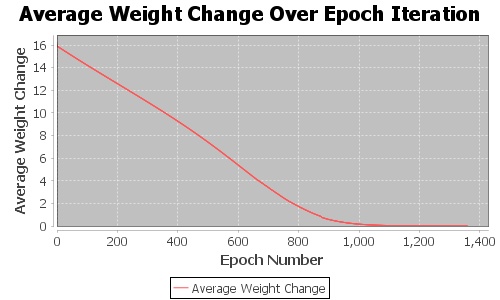 Average Weight Change Over Epoch Iteration
Average Weight Change
16
14
12
10
8
6
4
2
0
0 200 400 600 800 1,000 1,200 1,400
Epoch Number
Average Weight Change